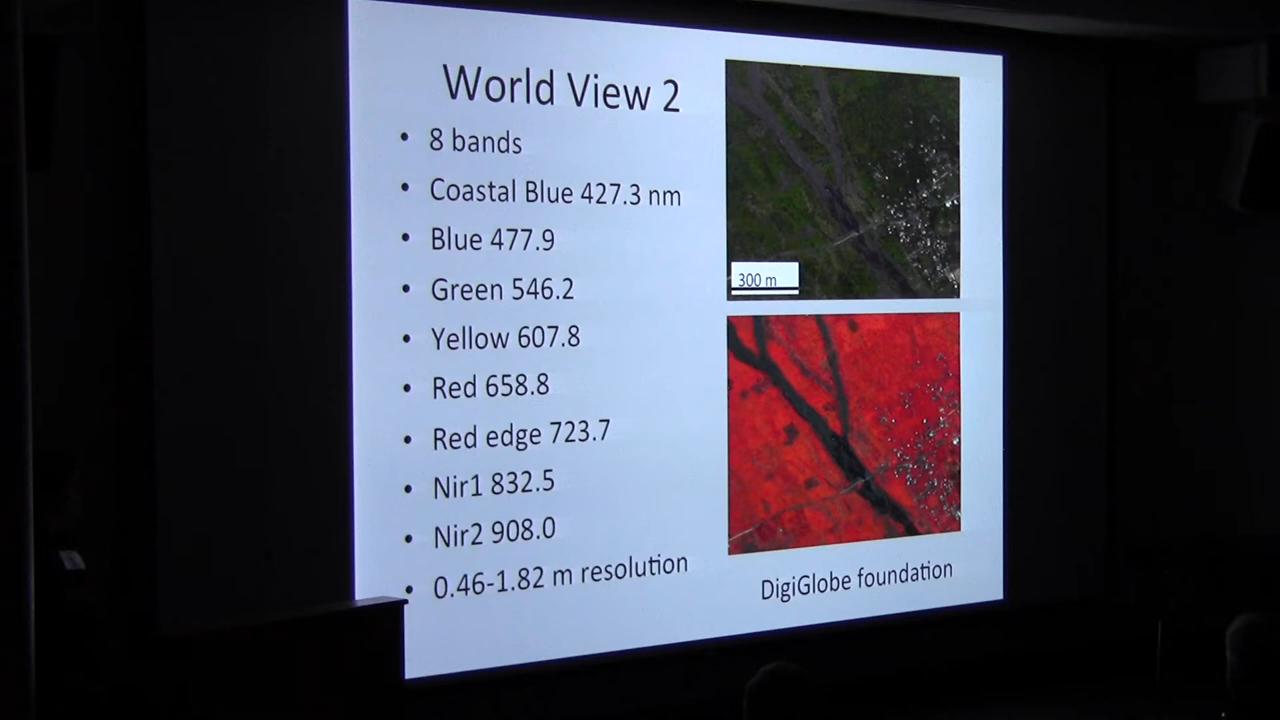 World View 2
• 8 bands
• Coastal Blue 427.3 nm
• Blue 477.9
• Green 546.2
• Yellow 607.8
• Red 658.8
• Red edge 723.7
• Nir1 832.5
• Nir2 908.0
• 0.46-1.82 m resolution
300 m
DigiGlobe foundation